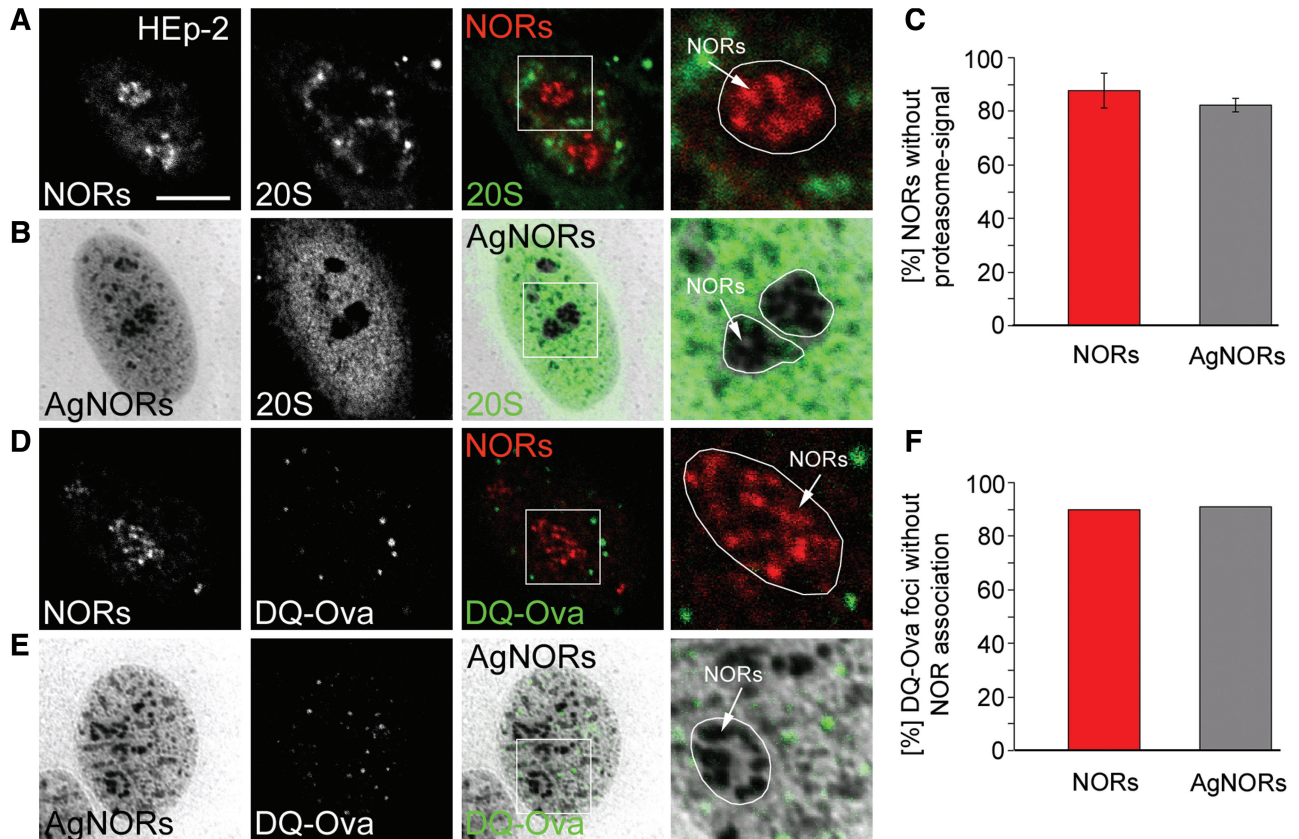 A
HEp-2
NORs
20S
NORs
20S
NORs
B
AgNORs
20S
AgNORs
20S
NORs
C
[%] NORs without
proteasome-signal
100
80
60
40
20
0
NORs
AgNORs
D
NORs
DQ-Ova
NORs
DQ-Ova
NORs
E
AgNORs
DQ-Ova
AgNORs
DQ-Ova
NORs
F
[%] DQ-Ova foci without
NOR association
100
80
40
60
20
0
NORs
AgNORs